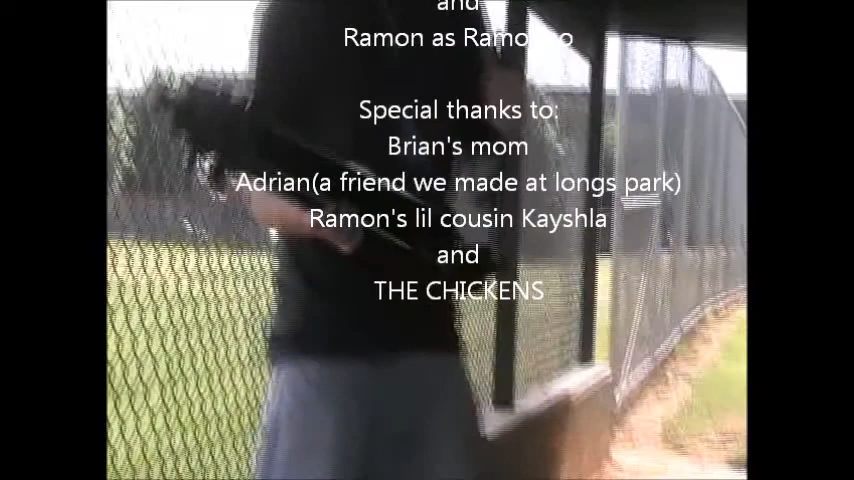 and
Ramon as
Special thanks to:
Brian's mom
Adrian(a friend we made at longs park)
Ramon's lil cousin Kayshla
and
THE CHICKENS